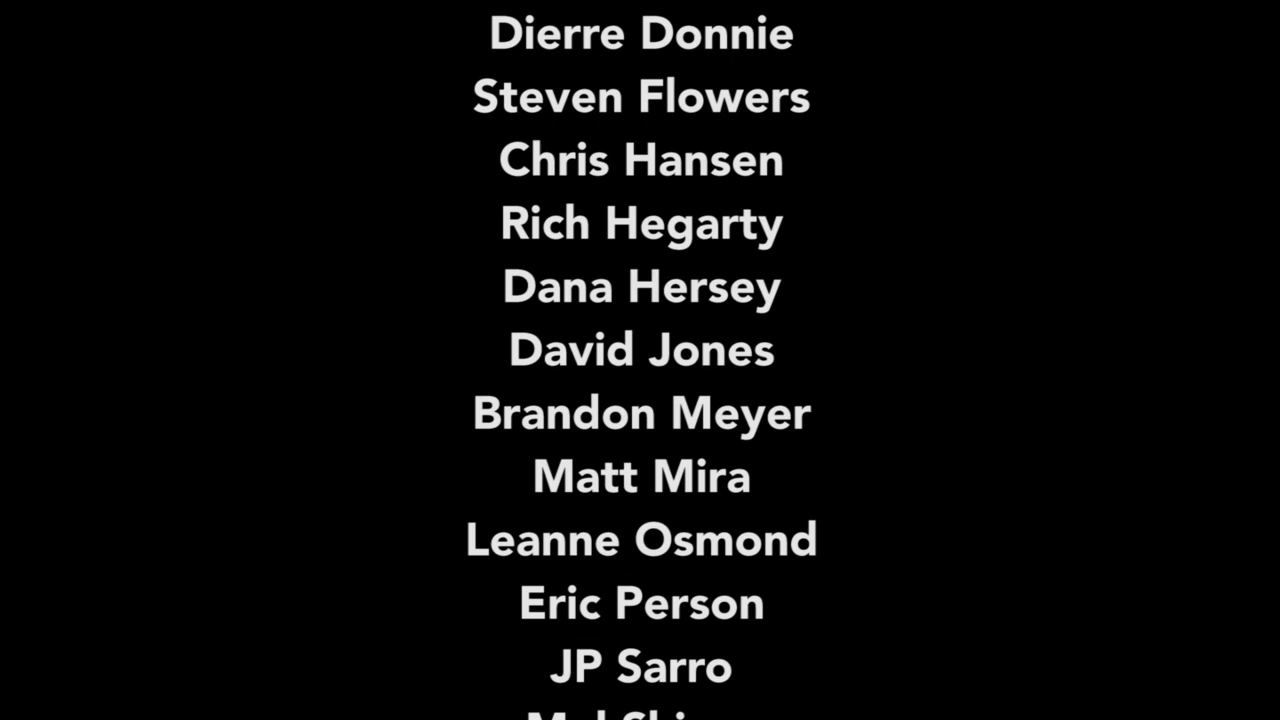 Dierre Donnie
Steven Flowers
Chris Hansen
Rich Hegarty
Dana Hersey
David Jones
Brandon Meyer
Matt Mira
Leanne Osmond
Eric Person
JP Sarro